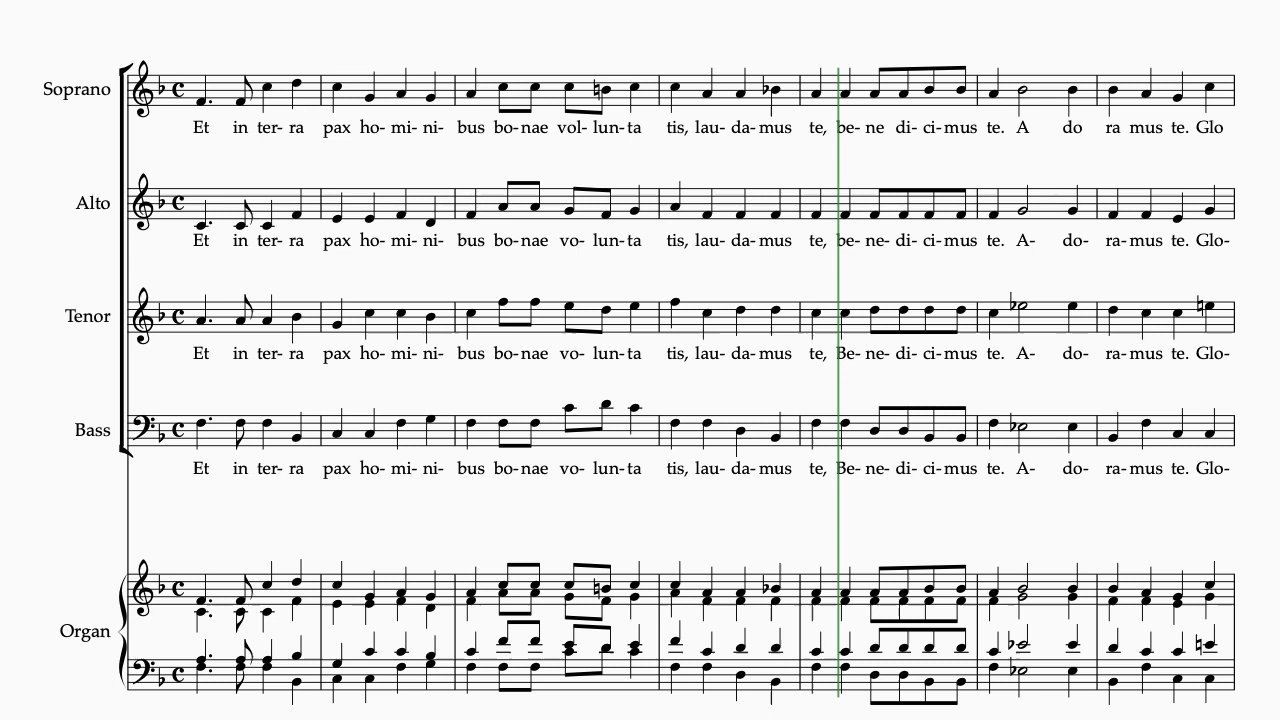 Soprano
Et in ter- ra pax ho- mi- ni- bus bo- nae vol- lun- ta tis, lau- da- mus te, be- ne di- ci- mus te. A do ra mus te. Glo
Alto
Et in ter- ra pax ho- mi- ni- bus bo- nae vo- lun- ta tis, lau- da- mus te, be- ne- di- ci- mus te. A- do- ra- mus te. Glo-
Tenor
Et in ter- ra pax ho- mi- ni- bus bo- nae vo- lun- ta tis, lau- da- mus te, Be- ne- di- ci- mus te. A- do- ra- mus te. Glo-
Bass
Et in ter- ra pax ho- mi- ni- bus bo- nae vo- lun- ta tis, lau- da- mus te, Be- ne- di- ci- mus te. A- do- ra- mus te. Glo-
Organ